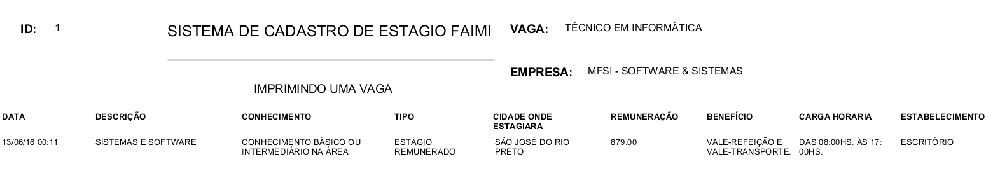 ID: 1
SISTEMA DE CADASTRO DE ESTAGIO FAIMI
VAGA: TÉCNICO EM INFORMÁTICA
EMPRESA: MFSI - SOFTWARE & SISTEMAS
IMPRIMINDO UMA VAGA
DATA DESCRIÇÃO CONHECIMENTO TIPO CIDADE ONDE REMUNERAÇÃO BENEFÍCIO CARGA HORARIA ESTABELECIMENTO
ESTAGIARA
13/06/16 00:11 SISTEMAS E SOFTWARE CONHECIMENTO BÁSICO OU ESTÁGIO SÃO JOSÉ DO RIO 879.00 VALE-REFEIÇÃO E DAS 08:00HS. ÀS 17: ESCRITÓRIO
INTERMEDIÁRIO NA ÁREA REMUNERADO PRETO VALE-TRANSPORTE. 00HS.